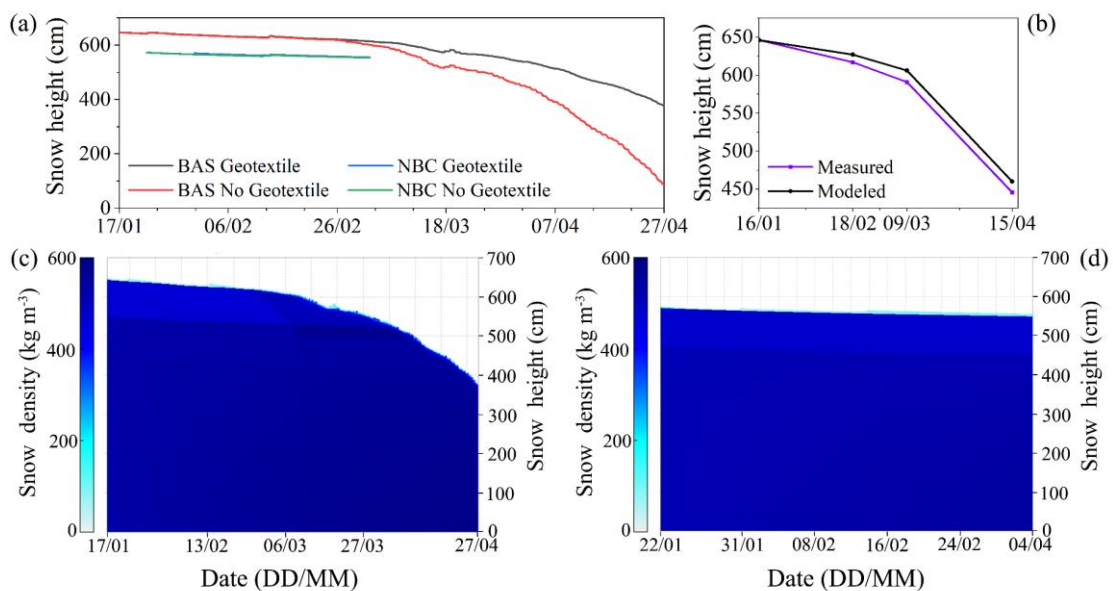 (a)
Snow height (cm)
600
400
200
0
BAS Geotextile
NBC Geotextile
BAS No Geotextile
NBC No Geotextile
17/01 06/02 26/02 18/03 07/04 27/04
(b)
Snow height (cm)
650
600
550
500
450
Measured
Modeled
16/01 18/02 09/03 15/04
(c)
Snow density (kg m⁻³)
600
400
200
0
700
600
500
400
300
200
100
0
Snow height (cm)
17/01 13/02 06/03 27/03 27/04
Date (DD/MM)
(d)
Snow density (kg m⁻³)
600
400
200
0
700
600
500
400
300
200
100
0
Snow height (cm)
22/01 31/01 08/02 16/02 24/02 04/04
Date (DD/MM)